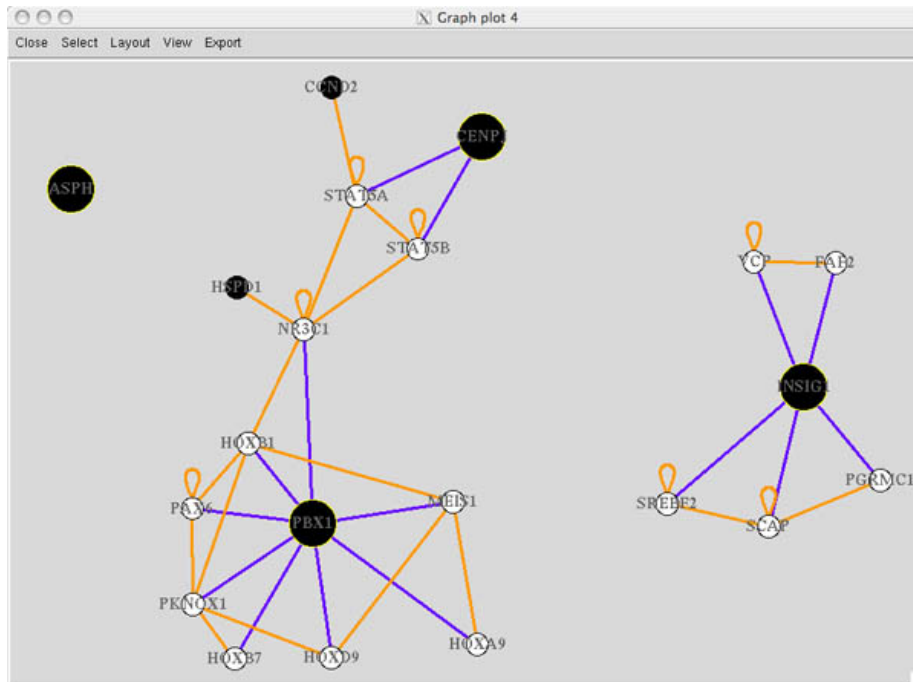 Graph plot 4
Close Select Layout View Export
CCND2
CENPJ
ASPH
STAT5A
STAT5B
VCP
FAF2
HSPD1
NR3C1
INSIG1
HOXB1
PGRMC1
MEIS1
PAX6
PBX1
SREBF2
SCAP
PKNOX1
HOXB7
HOXD9
HOXA9